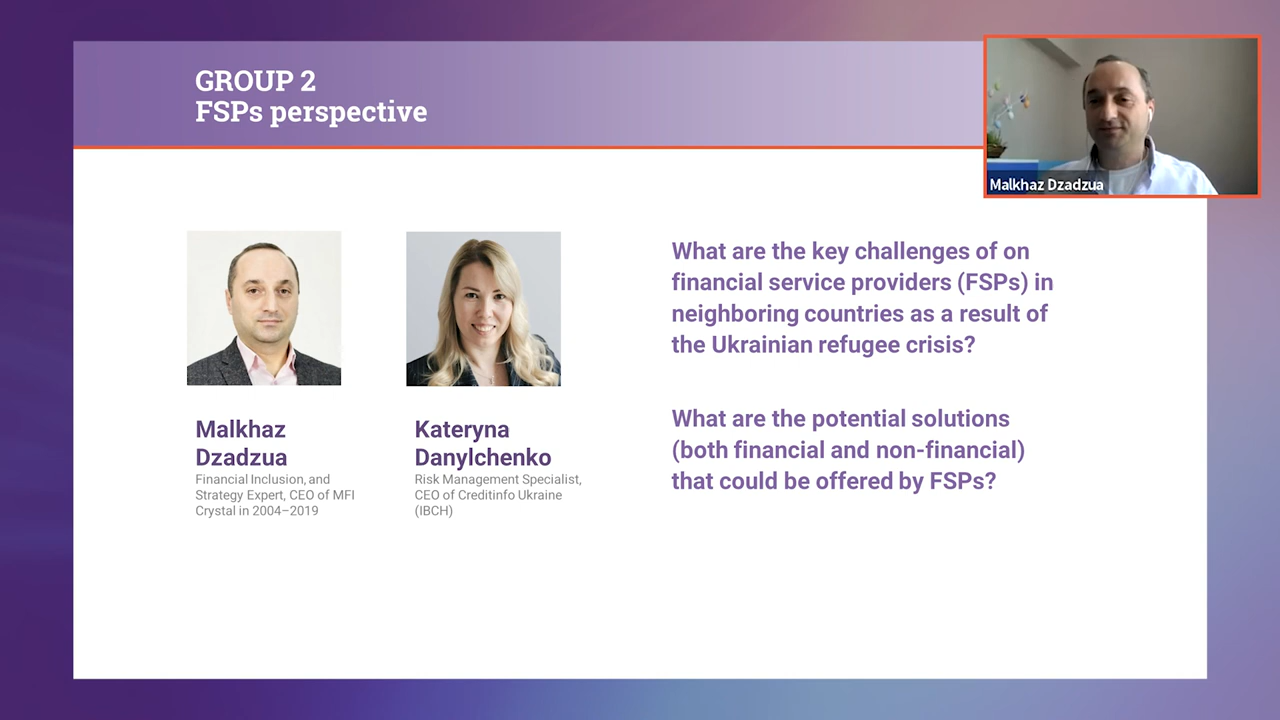 GROUP 2
FSPs perspective
Malkhaz Dzadzua
Malkhaz
Dzadzua
Financial Inclusion, and
Strategy Expert, CEO of MFI
Crystal in 2004–2019
Kateryna
Danylchenko
Risk Management Specialist,
CEO of Creditinfo Ukraine
(IBCH)
What are the key challenges of on
financial service providers (FSPs) in
neighboring countries as a result of
the Ukrainian refugee crisis?
What are the potential solutions
(both financial and non-financial)
that could be offered by FSPs?